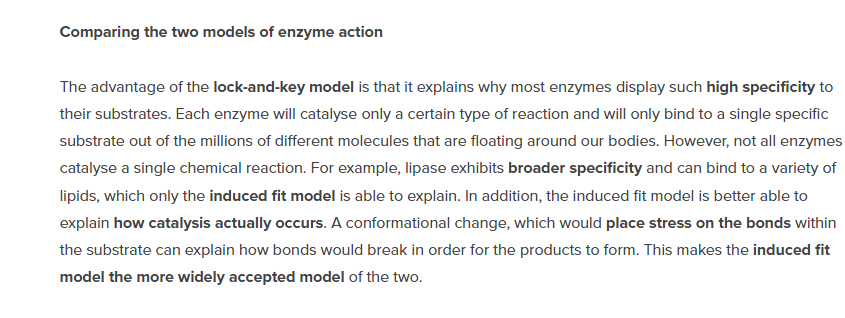 Comparing the two models of enzyme action
The advantage of the lock-and-key model is that it explains why most enzymes display such high specificity to
their substrates. Each enzyme will catalyse only a certain type of reaction and will only bind to a single specific
substrate out of the millions of different molecules that are floating around our bodies. However, not all enzymes
catalyse a single chemical reaction. For example, lipase exhibits broader specificity and can bind to a variety of
lipids, which only the induced fit model is able to explain. In addition, the induced fit model is better able to
explain how catalysis actually occurs. A conformational change, which would place stress on the bonds within
the substrate can explain how bonds would break in order for the products to form. This makes the induced fit
model the more widely accepted model of the two.